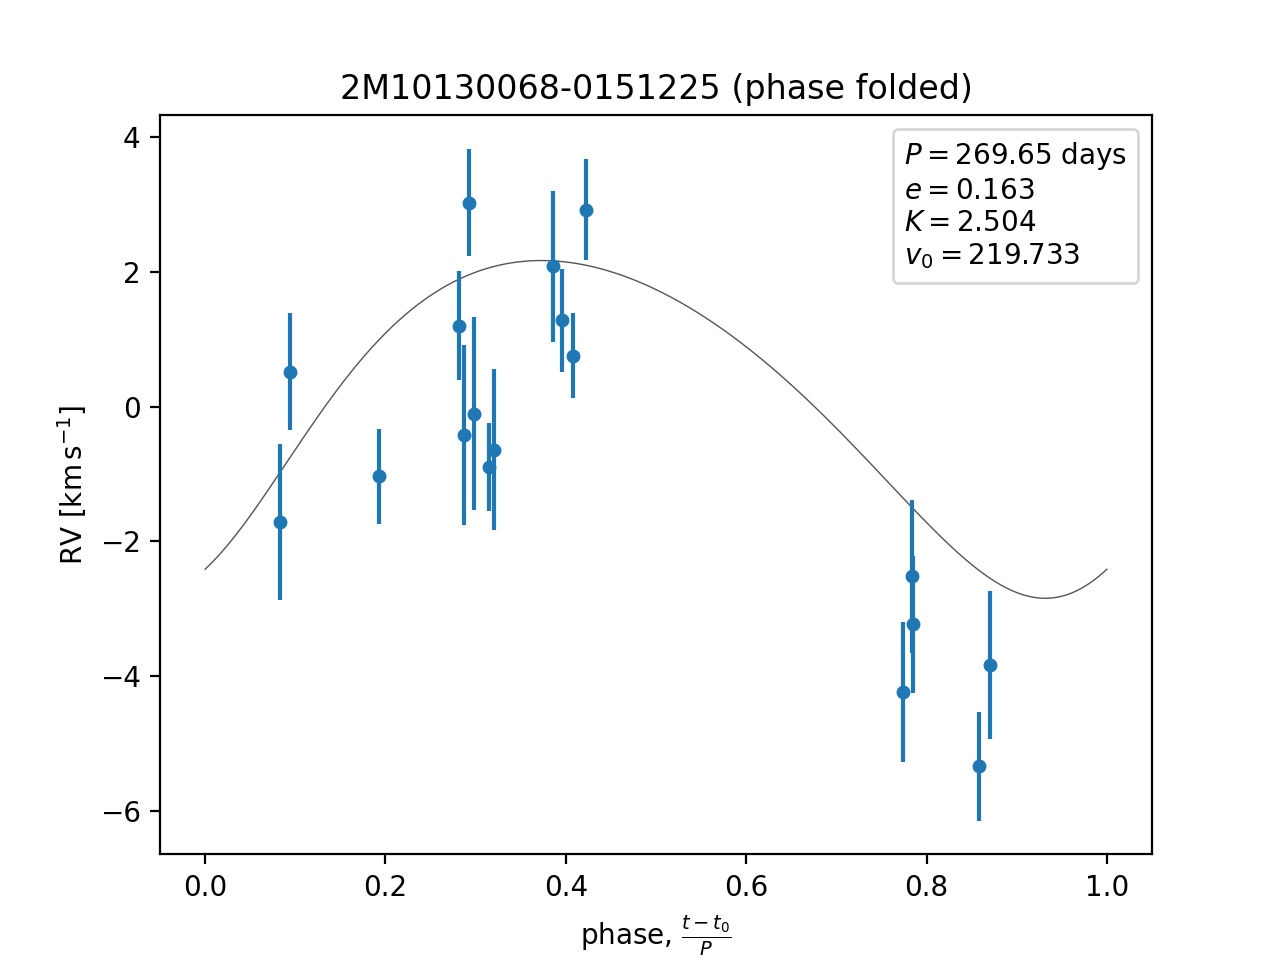 2M10130068-0151225 (phase folded)
P = 269.65 days
e = 0.163
K = 2.504
v₀ = 219.733
4
2
0
−2
−4
−6
RV [km s⁻¹]
0.0 0.2 0.4 0.6 0.8 1.0
phase, (t − t₀)/P